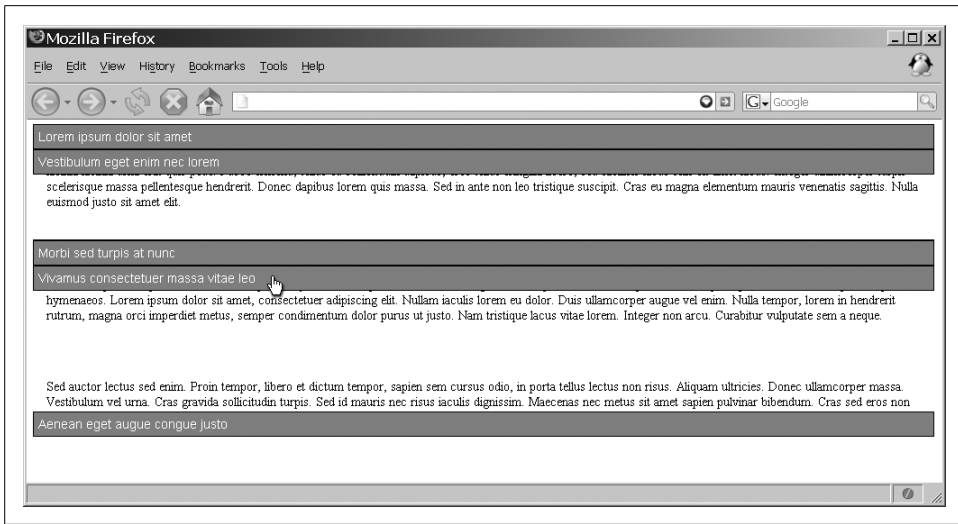 Mozilla Firefox
File Edit View History Bookmarks Tools Help
G Google
Lorem ipsum dolor sit amet
Vestibulum eget enim nec lorem
scelerisque massa pellentesque hendrerit. Donec dapibus lorem quis massa. Sed in ante non leo tristique suscipit. Cras eu magna elementum mauris venenatis sagittis. Nulla
euismod justo sit amet elit.
Morbi sed turpis at nunc
Vivamus consectetuer massa vitae leo
hymenaeos. Lorem ipsum dolor sit amet, consectetuer adipiscing elit. Nullam iaculis lorem eu dolor. Duis ullamcorper augue vel enim. Nulla tempor, lorem in hendrerit
rutrum, magna orci imperdiet metus, semper condimentum dolor purus ut justo. Nam tristique lacus vitae lorem. Integer non arcu. Curabitur vulputate sem a neque.
Sed auctor lectus sed enim. Proin tempor, libero et dictum tempor, sapien sem cursus odio, in porta tellus lectus non risus. Aliquam ultricies. Donec ullamcorper massa.
Vestibulum vel urna. Cras gravida sollicitudin turpis. Sed id mauris nec risus iaculis dignissim. Maecenas nec metus sit amet sapien pulvinar bibendum. Cras sed eros non
Aenean eget augue congue justo